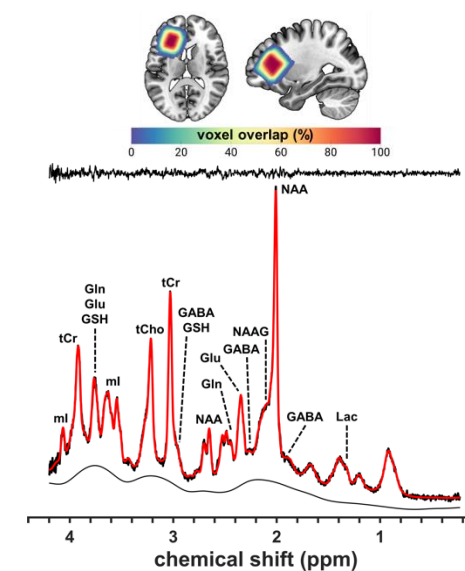 voxel overlap (%)
0 20 40 60 80 100
NAA
Gln
Glu
GSH
tCr
tCr
GABA
GSH
tCho
NAAG
GABA
Glu
Gln
mI
mI
NAA
GABA
Lac
4 3 2 1
chemical shift (ppm)